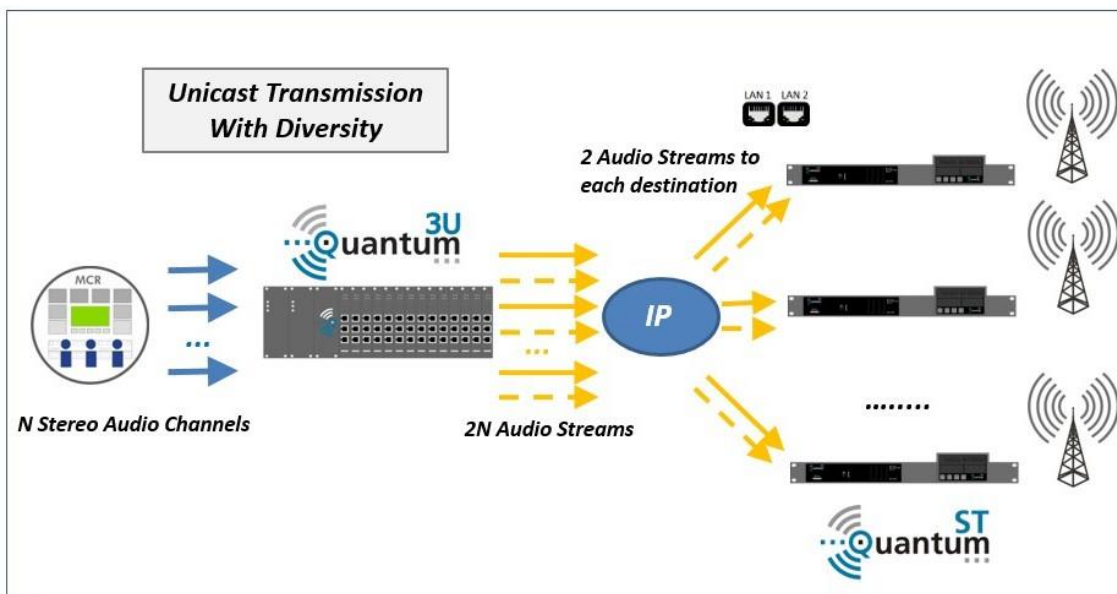 Unicast Transmission
With Diversity
LAN 1 LAN 2
2 Audio Streams to
each destination
3U
Quantum
MCR
...
...
IP
N Stereo Audio Channels
2N Audio Streams
........
ST
Quantum